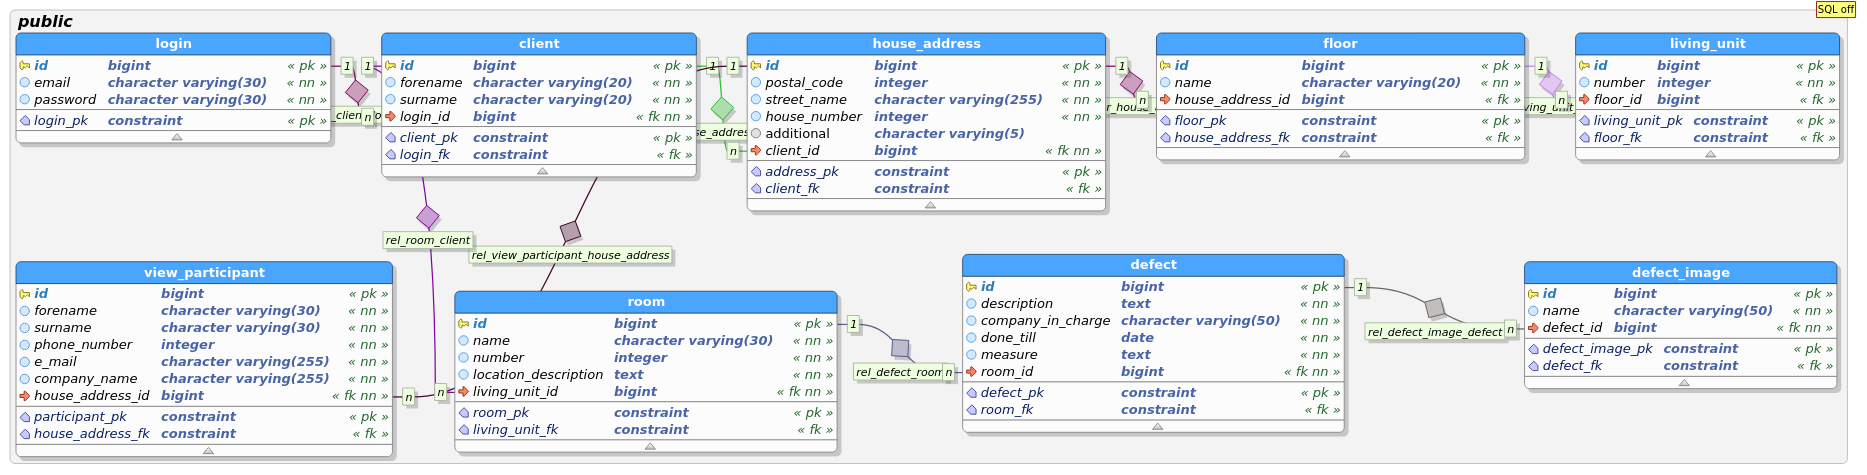 SQL off
public
login
id bigint « pk »
email character varying(30) « nn »
password character varying(30) « nn »
login_pk constraint « pk »
1
1
n
client
id bigint « pk »
forename character varying(20) « nn »
surname character varying(20) « nn »
login_id bigint « fk nn »
client_pk constraint « pk »
login_fk constraint « fk »
1
1
n
house_address
id bigint « pk »
postal_code integer « nn »
street_name character varying(255) « nn »
house_number integer « nn »
additional character varying(5)
client_id bigint « fk nn »
address_pk constraint « pk »
client_fk constraint « fk »
1
n
floor
id bigint « pk »
name character varying(20) « nn »
house_address_id bigint « fk »
floor_pk constraint « pk »
house_address_fk constraint « fk »
1
n
living_unit
id bigint « pk »
number integer « nn »
floor_id bigint « fk »
living_unit_pk constraint « pk »
floor_fk constraint « fk »
rel_room_client
rel_view_participant_house_address
view_participant
id bigint « pk »
forename character varying(30) « nn »
surname character varying(30) « nn »
phone_number integer « nn »
e_mail character varying(255) « nn »
company_name character varying(255) « nn »
house_address_id bigint « fk nn »
participant_pk constraint « pk »
house_address_fk constraint « fk »
n
n
room
id bigint « pk »
name character varying(30) « nn »
number integer « nn »
location_description text « nn »
living_unit_id bigint « fk nn »
room_pk constraint « pk »
living_unit_fk constraint « fk »
1
rel_defect_room
n
defect
id bigint « pk »
description text « nn »
company_in_charge character varying(50) « nn »
done_till date « nn »
measure text « nn »
room_id bigint « fk nn »
defect_pk constraint « pk »
room_fk constraint « fk »
1
rel_defect_image_defect
n
defect_image
id bigint « pk »
name character varying(50) « nn »
defect_id bigint « fk nn »
defect_image_pk constraint « pk »
defect_fk constraint « fk »